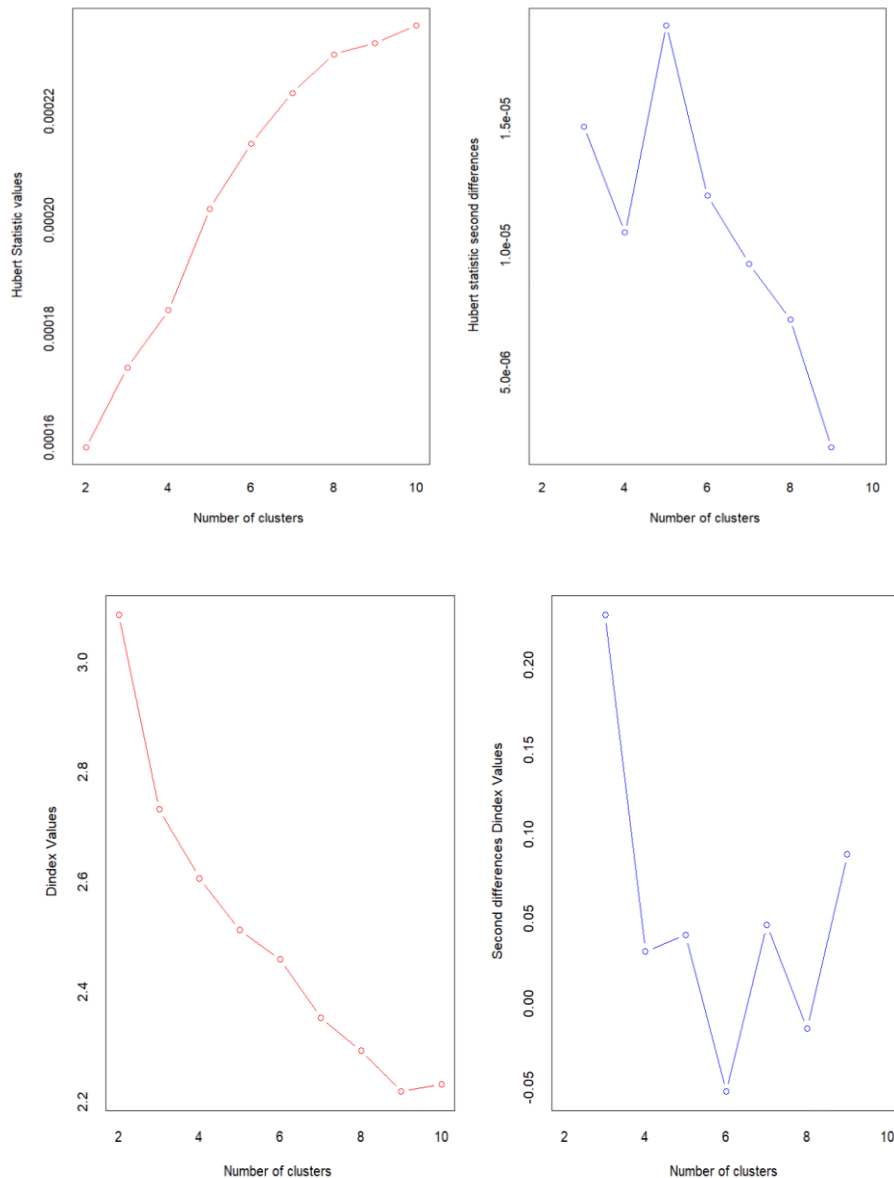 Hubert Statistic values
0.00016 0.00018 0.00020 0.00022
2 4 6 8 10
Number of clusters
Hubert statistic second differences
5.0e-06 1.0e-05 1.5e-05
2 4 6 8 10
Number of clusters
Dindex Values
2.2 2.4 2.6 2.8 3.0
2 4 6 8 10
Number of clusters
Second differences Dindex Values
-0.05 0.00 0.05 0.10 0.15 0.20
2 4 6 8 10
Number of clusters